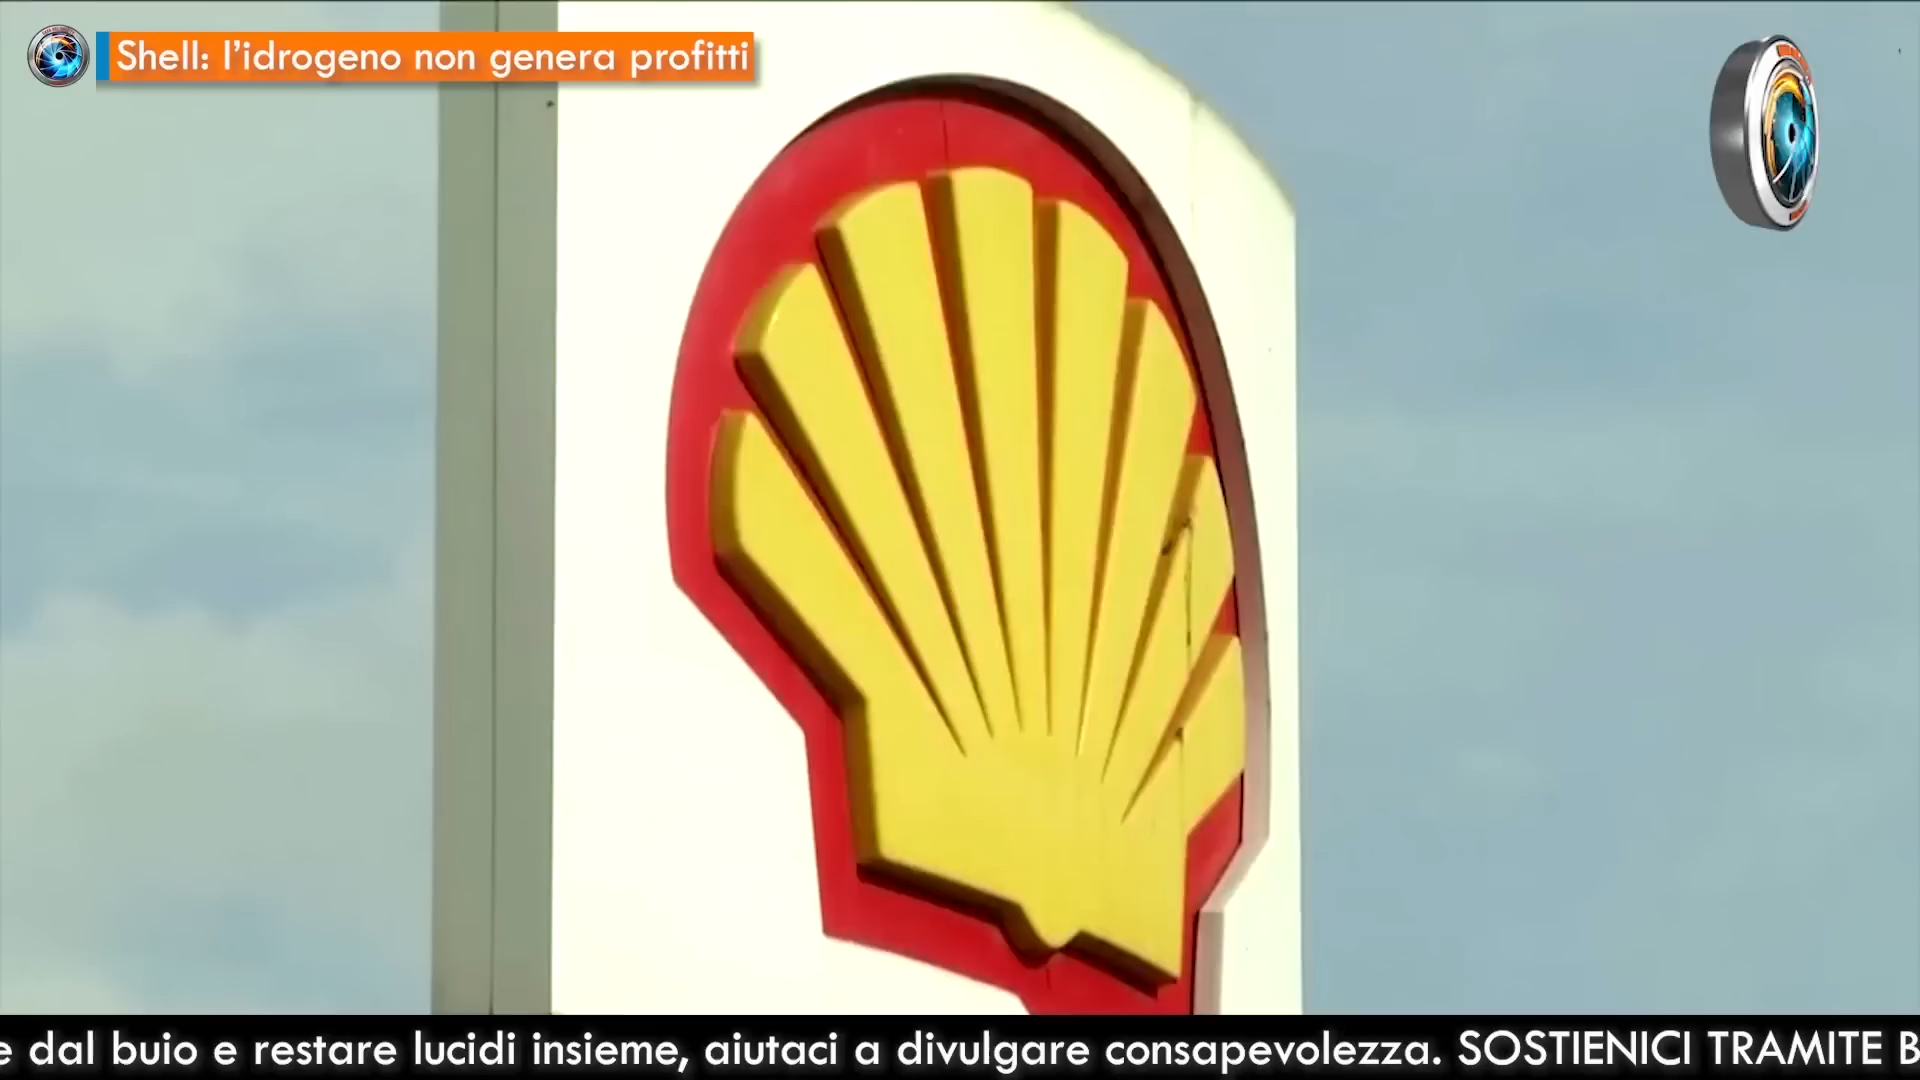 Shell: l’idrogeno non genera profitti
e dal buio e restare lucidi insieme, aiutaci a divulgare consapevolezza. SOSTIENICI TRAMITE B